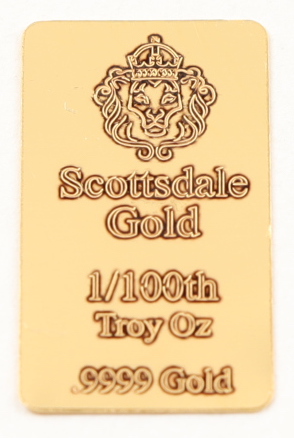 Scottsdale
Gold
1/100th
Troy Oz
.9999 Gold